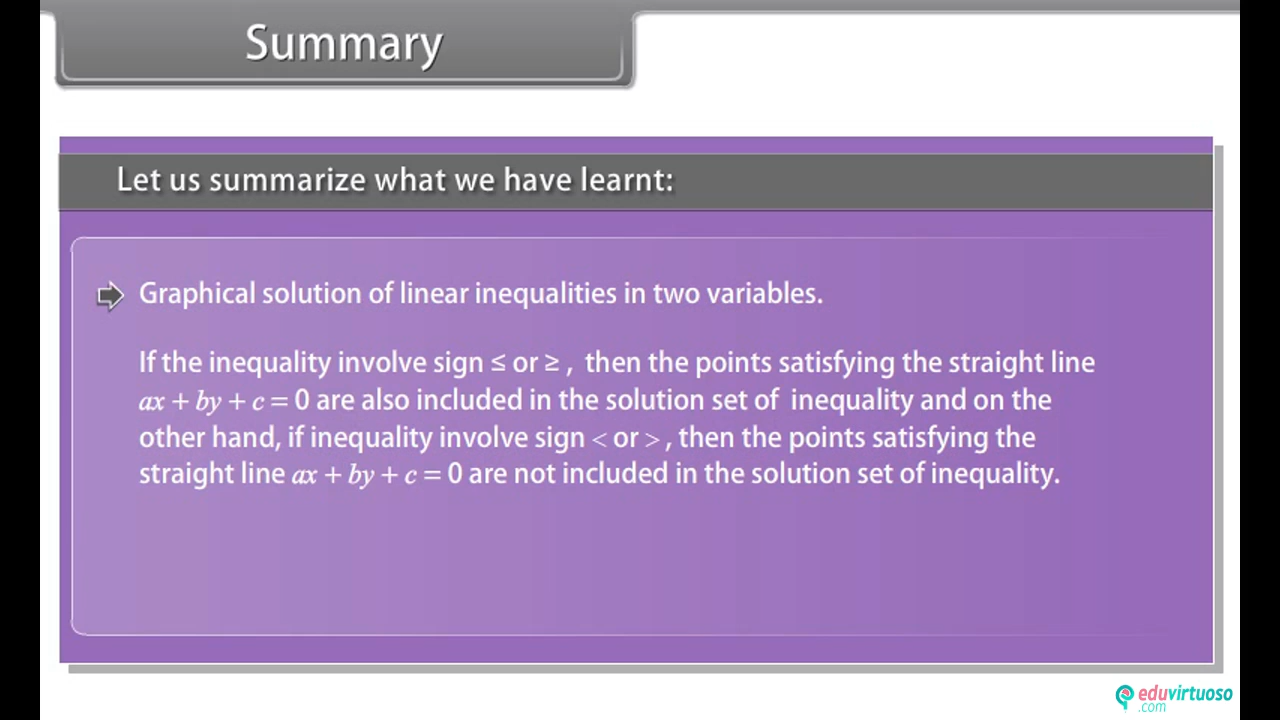 Summary
Let us summarize what we have learnt:
Graphical solution of linear inequalities in two variables.
If the inequality involve sign ≤ or ≥ , then the points satisfying the straight line
ax + by + c = 0 are also included in the solution set of inequality and on the
other hand, if inequality involve sign < or > , then the points satisfying the
straight line ax + by + c = 0 are not included in the solution set of inequality.
eduvirtuoso
.com